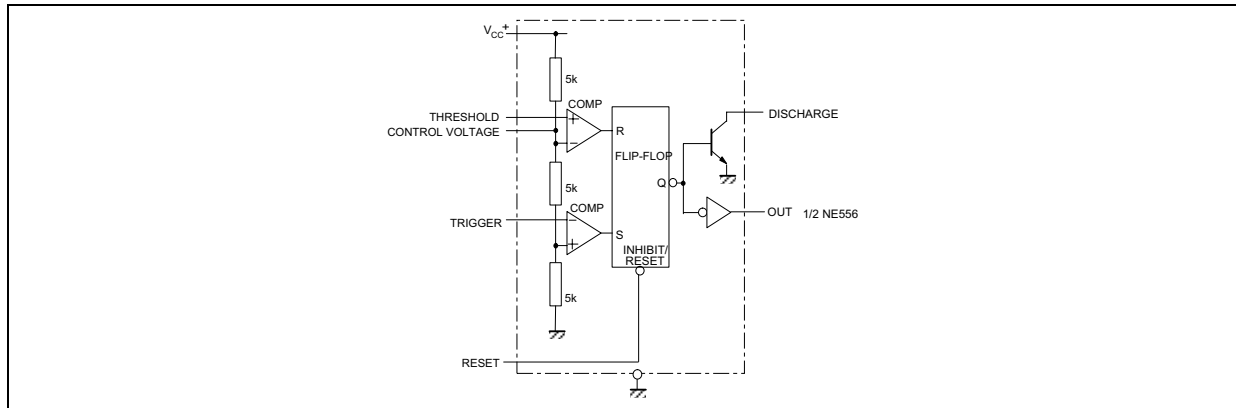 VCC+
5k
COMP
THRESHOLD
+
R
CONTROL VOLTAGE
−
DISCHARGE
FLIP-FLOP
5k
Q
COMP
TRIGGER
−
OUT 1/2 NE556
S
+
INHIBIT/
RESET
5k
RESET